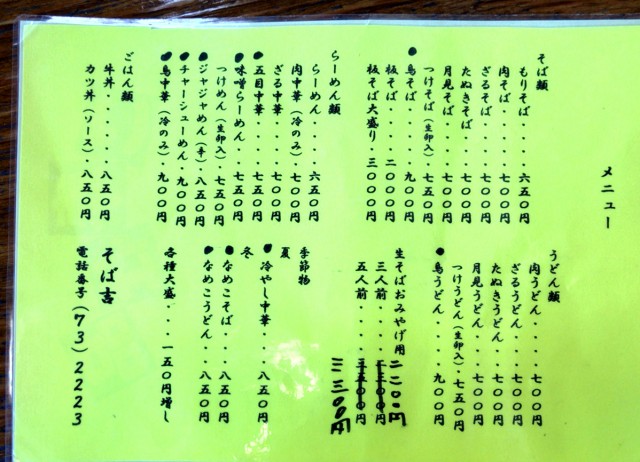 メニュー
そば類
もりそば・・・・六五〇円
肉そば・・・・七〇〇円
ざるそば・・・・七〇〇円
たぬきそば・・・七〇〇円
月見そば・・・・七〇〇円
つけそば（生卵入）・七五〇円
●鳥そば・・・・・九〇〇円
板そば・・・・二〇〇〇円
板そば大盛り・三〇〇〇円
らーめん類
らーめん・・・・六五〇円
肉中華（冷のみ）・七〇〇円
ざる中華・・・・七〇〇円
●五目中華・・・・七五〇円
●味噌らーめん・・七五〇円
つけめん（生卵入）・七五〇円
●ジャジャめん（辛）・八五〇円
●チャーシューめん・九〇〇円
●鳥中華（冷のみ）・九〇〇円
ごはん類
牛丼・・・・・・八五〇円
カツ丼（ソース）・八五〇円
うどん類
肉うどん・・・・七〇〇円
ざるうどん・・・七〇〇円
たぬきうどん・・七〇〇円
月見うどん・・・七〇〇円
つけうどん（生卵入）・七五〇円
●鳥うどん・・・・九〇〇円
生そばおみやげ用
三人前・・・二二〇〇円
五人前・・・三三〇〇円
季節物
夏
●冷やし中華・・・八五〇円
冬
●なめこそば・・・八五〇円
●なめこうどん・・八五〇円
各種大盛・・・・一五〇円増し
そば吉
電話番号（73）2223